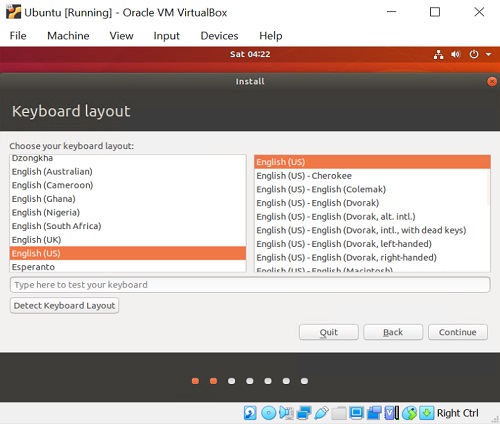 Ubuntu [Running] - Oracle VM VirtualBox
File Machine View Input Devices Help
Sat 04:22
Install
Keyboard layout
Choose your keyboard layout:
Dzongkha
English (Australian)
English (Cameroon)
English (Ghana)
English (Nigeria)
English (South Africa)
English (UK)
English (US)
Esperanto
English (US)
English (US) - Cherokee
English (US) - English (Colemak)
English (US) - English (Dvorak)
English (US) - English (Dvorak, alt. intl.)
English (US) - English (Dvorak, intl., with dead keys)
English (US) - English (Dvorak, left-handed)
English (US) - English (Dvorak, right-handed)
English (US) - English (Macintosh)
Type here to test your keyboard
Detect Keyboard Layout
Quit Back Continue
Right Ctrl